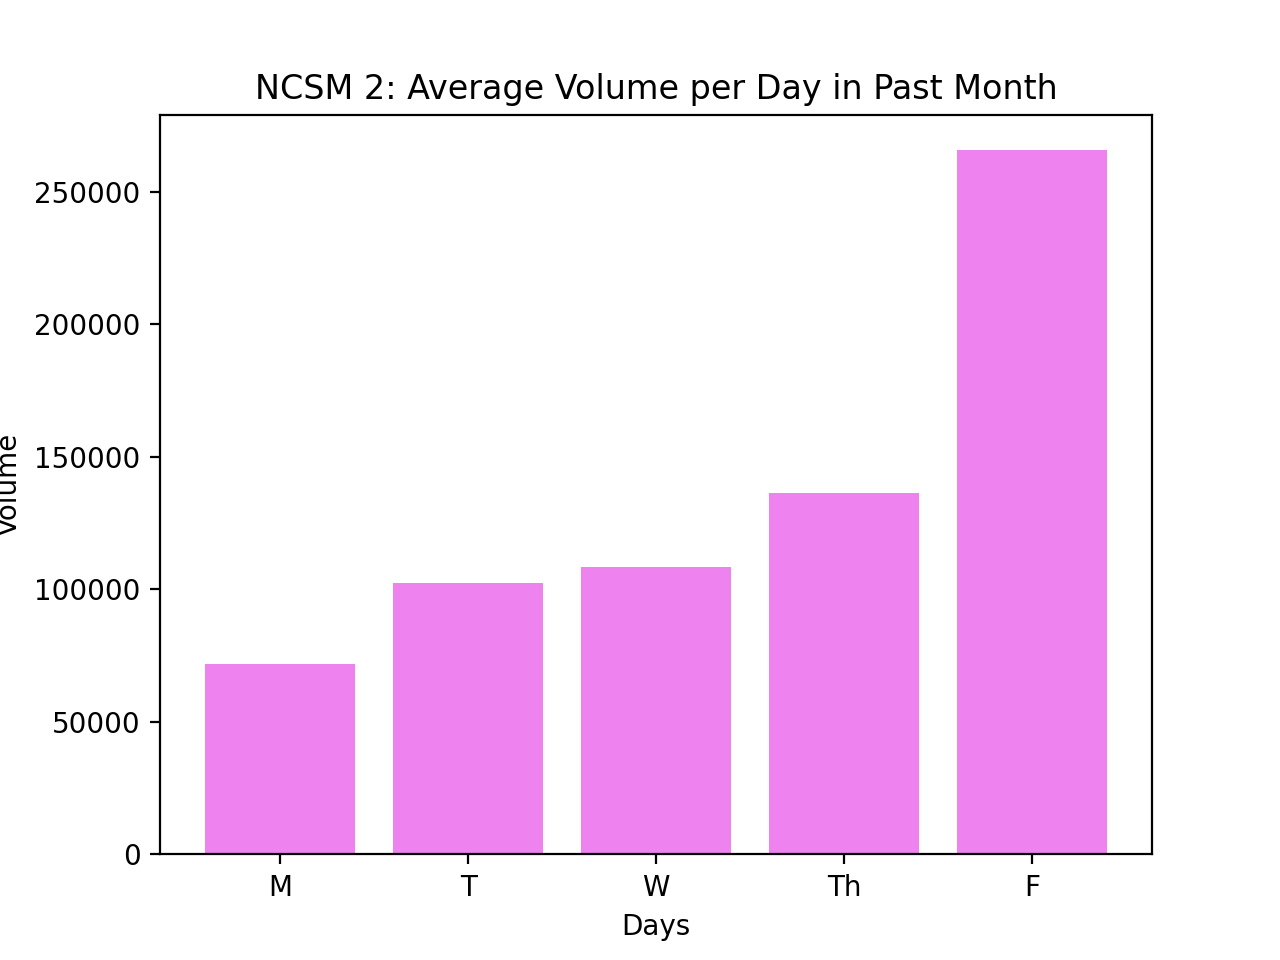 NCSM 2: Average Volume per Day in Past Month
Volume
250000
200000
150000
100000
50000
0
M T W Th F
Days